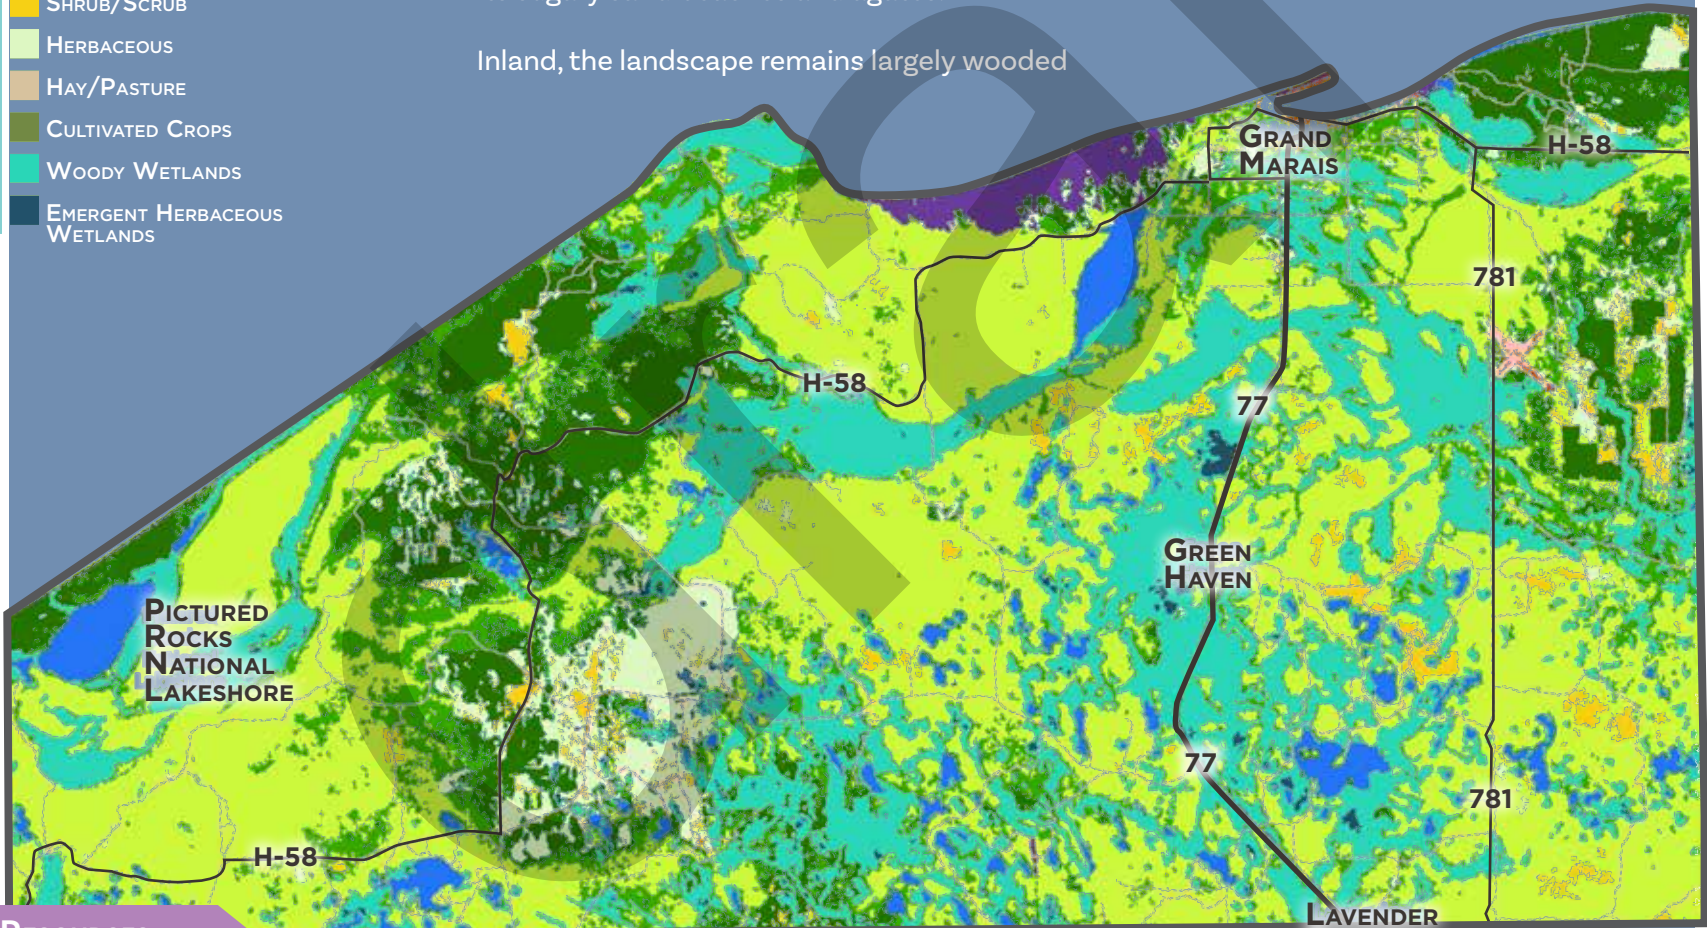 Shrub/Scrub
Herbaceous
Hay/Pasture
Cultivated Crops
Woody Wetlands
Emergent Herbaceous
Wetlands
Inland, the landscape remains largely wooded
Grand
Marais
H-58
781
H-58
77
Green
Haven
Pictured
Rocks
National
Lakeshore
77
781
H-58
Lavender